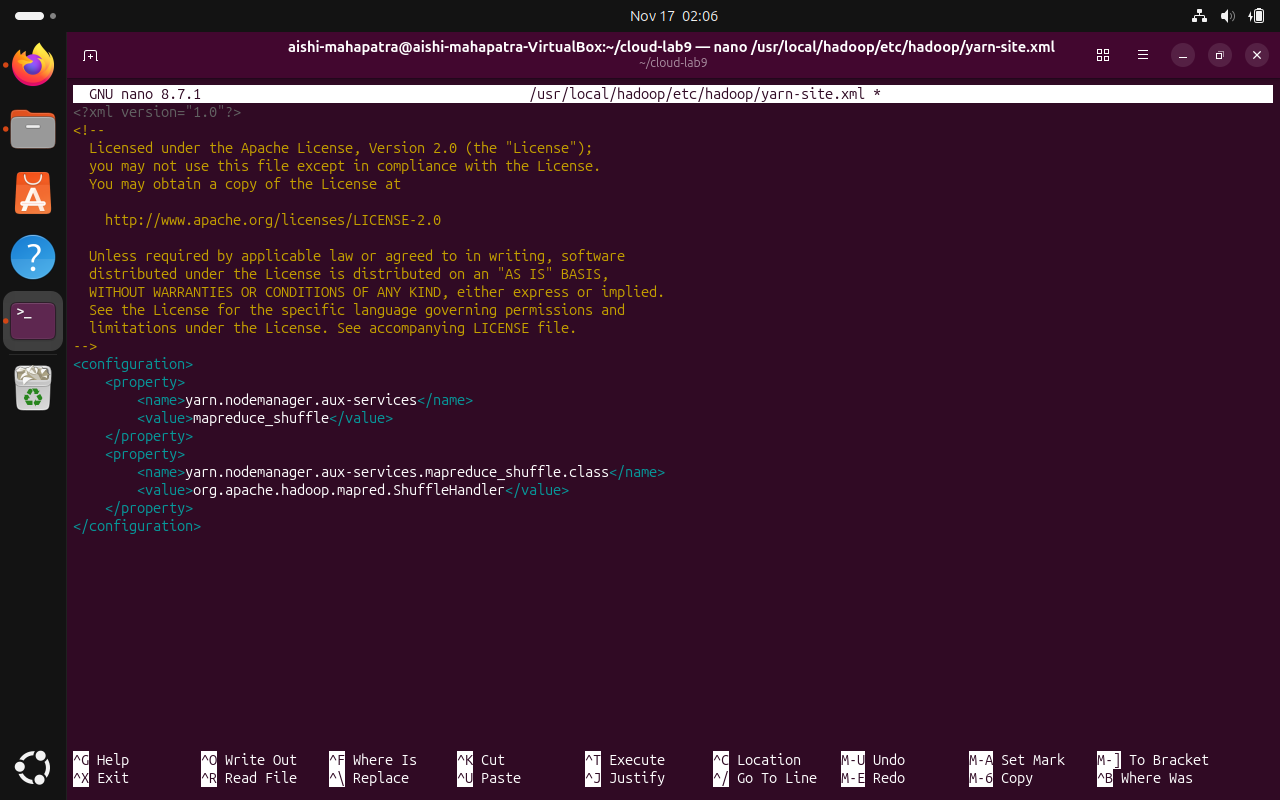 Nov 17 02:06
aishi-mahapatra@aishi-mahapatra-VirtualBox:~/cloud-lab9 — nano /usr/local/hadoop/etc/hadoop/yarn-site.xml
~/cloud-lab9
GNU nano 8.7.1 /usr/local/hadoop/etc/hadoop/yarn-site.xml *
<?xml version="1.0"?>
<!--
  Licensed under the Apache License, Version 2.0 (the "License");
  you may not use this file except in compliance with the License.
  You may obtain a copy of the License at
    http://www.apache.org/licenses/LICENSE-2.0
  Unless required by applicable law or agreed to in writing, software
  distributed under the License is distributed on an "AS IS" BASIS,
  WITHOUT WARRANTIES OR CONDITIONS OF ANY KIND, either express or implied.
  See the License for the specific language governing permissions and
  limitations under the License. See accompanying LICENSE file.
-->
<configuration>
    <property>
        <name>yarn.nodemanager.aux-services</name>
        <value>mapreduce_shuffle</value>
    </property>
    <property>
        <name>yarn.nodemanager.aux-services.mapreduce_shuffle.class</name>
        <value>org.apache.hadoop.mapred.ShuffleHandler</value>
    </property>
</configuration>
^G Help ^O Write Out ^F Where Is ^K Cut ^T Execute ^C Location M-U Undo M-A Set Mark M-] To Bracket
^X Exit ^R Read File ^\ Replace ^U Paste ^J Justify ^/ Go To Line M-E Redo M-6 Copy ^B Where Was